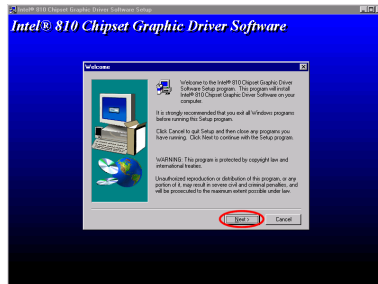 Intel® 810 Chipset Graphic Driver Software Setup
Intel® 810 Chipset Graphic Driver Software
Welcome
Welcome to the Intel® 810 Chipset Graphic Driver
Software Setup program. This program will install
Intel® 810 Chipset Graphic Driver Software on your
computer.
It is strongly recommended that you exit all Windows programs
before running this Setup program.
Click Cancel to quit Setup and then close any programs you
have running. Click Next to continue with the Setup program.
WARNING: This program is protected by copyright law and
international treaties.
Unauthorized reproduction or distribution of this program, or any
portion of it, may result in severe civil and criminal penalties, and
will be prosecuted to the maximum extent possible under law.
Next >
Cancel